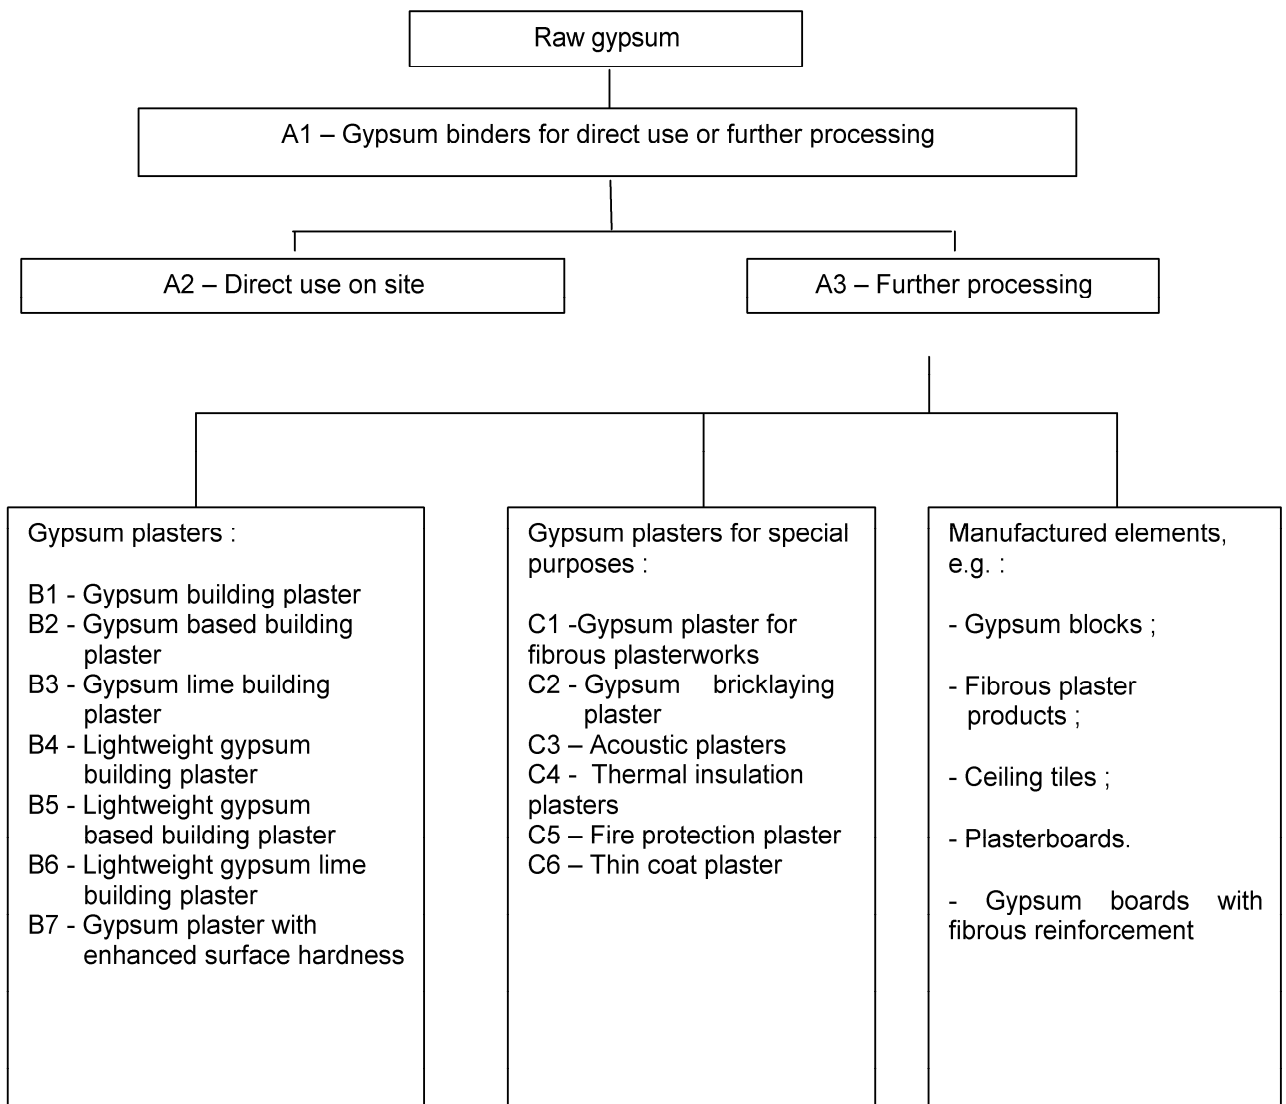 Raw gypsum
A1 – Gypsum binders for direct use or further processing
A2 – Direct use on site
A3 – Further processing
Gypsum plasters :
B1 - Gypsum building plaster
B2 - Gypsum based building
plaster
B3 - Gypsum lime building
plaster
B4 - Lightweight gypsum
building plaster
B5 - Lightweight gypsum
based building plaster
B6 - Lightweight gypsum lime
building plaster
B7 - Gypsum plaster with
enhanced surface hardness
Gypsum plasters for special
purposes :
C1 -Gypsum plaster for
fibrous plasterworks
C2 - Gypsum bricklaying
plaster
C3 – Acoustic plasters
C4 - Thermal insulation
plasters
C5 – Fire protection plaster
C6 – Thin coat plaster
Manufactured elements,
e.g. :
- Gypsum blocks ;
- Fibrous plaster
products ;
- Ceiling tiles ;
- Plasterboards.
- Gypsum boards with
fibrous reinforcement